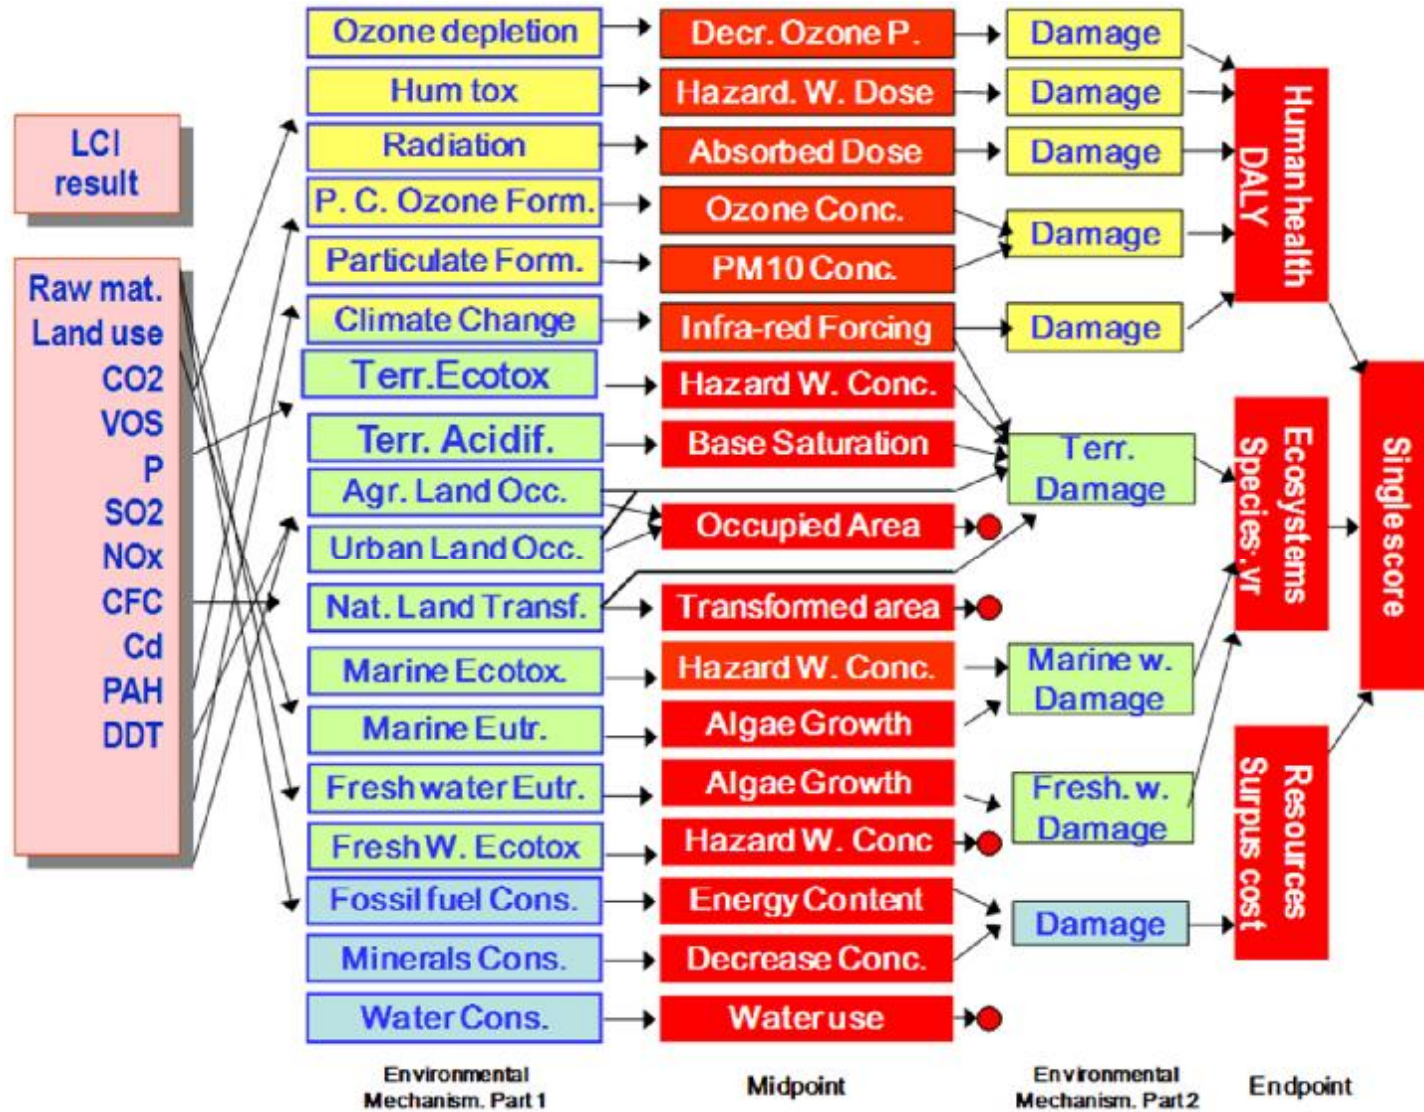 LCI
result
Raw mat.
Land use
CO2
VOS
P
SO2
NOx
CFC
Cd
PAH
DDT
Ozone depletion
Hum tox
Radiation
P. C. Ozone Form.
Particulate Form.
Climate Change
Terr.Ecotox
Terr. Acidif.
Agr. Land Occ.
Urban Land Occ.
Nat. Land Transf.
Marine Ecotox.
Marine Eutr.
Freshwater Eutr.
Fresh W. Ecotox
Fossil fuel Cons.
Minerals Cons.
Water Cons.
Environmental
Mechanism. Part 1
Decr. Ozone P.
Hazard. W. Dose
Absorbed Dose
Ozone Conc.
PM10 Conc.
Infra-red Forcing
Hazard W. Conc.
Base Saturation
Occupied Area
Transformed area
Hazard W. Conc.
Algae Growth
Algae Growth
Hazard W. Conc
Energy Content
Decrease Conc.
Water use
Midpoint
Damage
Damage
Damage
Damage
Damage
Terr.
Damage
Marine w.
Damage
Fresh. w.
Damage
Damage
Environmental
Mechanism. Part 2
Human health
DALY
Ecosystems
Species. yr
Resources
Surpus cost
Endpoint
Single score